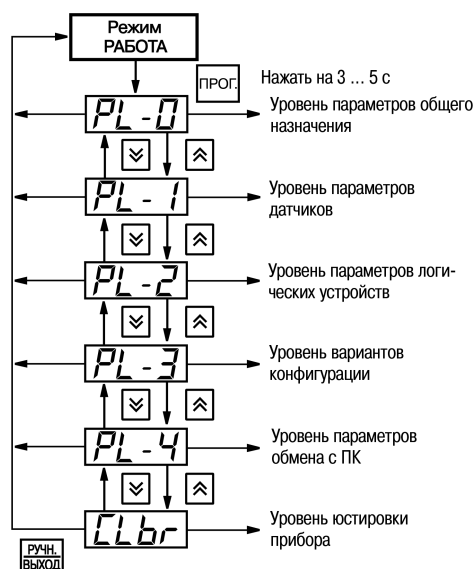 Режим
РАБОТА
ПРОГ.
Нажать на 3 ... 5 с
PL-0
Уровень параметров общего
назначения
PL-1
Уровень параметров
датчиков
PL-2
Уровень параметров логи-
ческих устройств
PL-3
Уровень вариантов
конфигурации
PL-4
Уровень параметров
обмена с ПК
CLbr
Уровень юстировки
прибора
РУЧН.
ВЫХОД